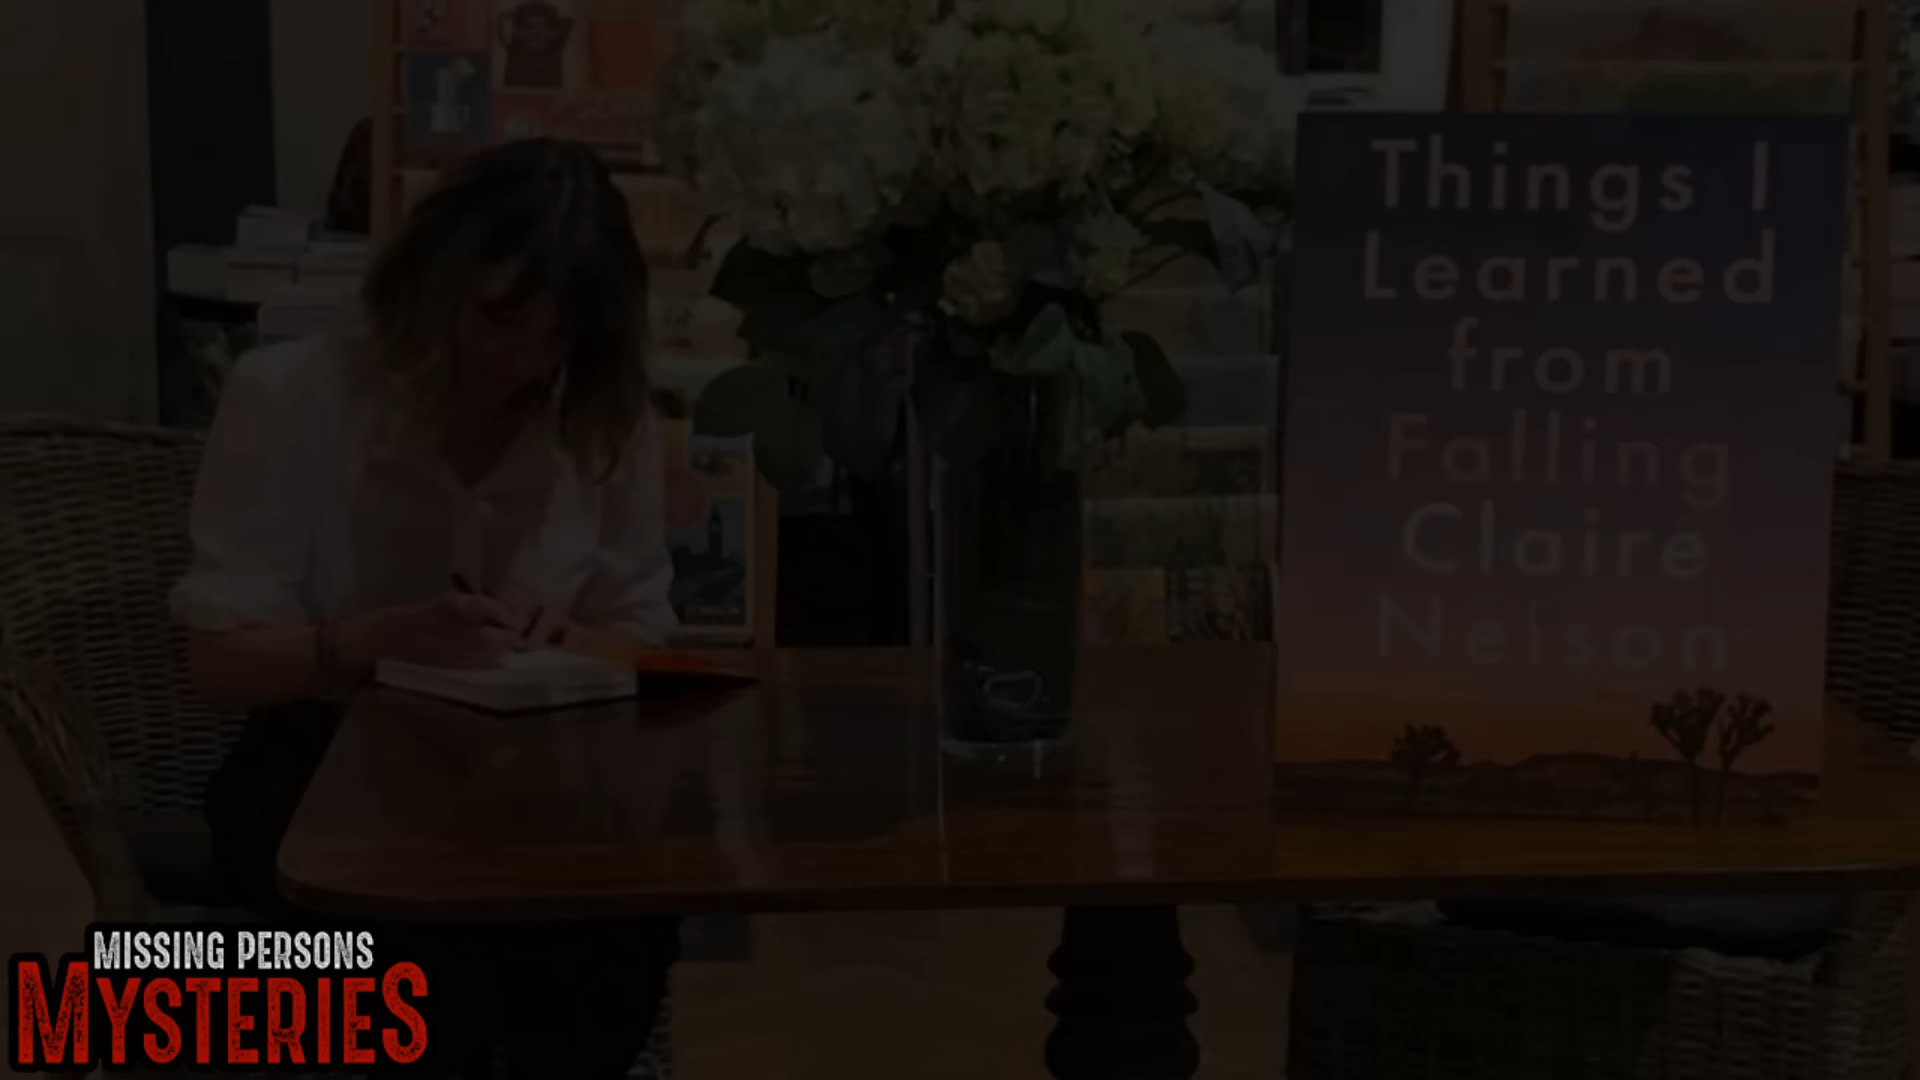 Things I
Learned
from
Falling
Claire
Nelson
MISSING PERSONS
MYSTERIES